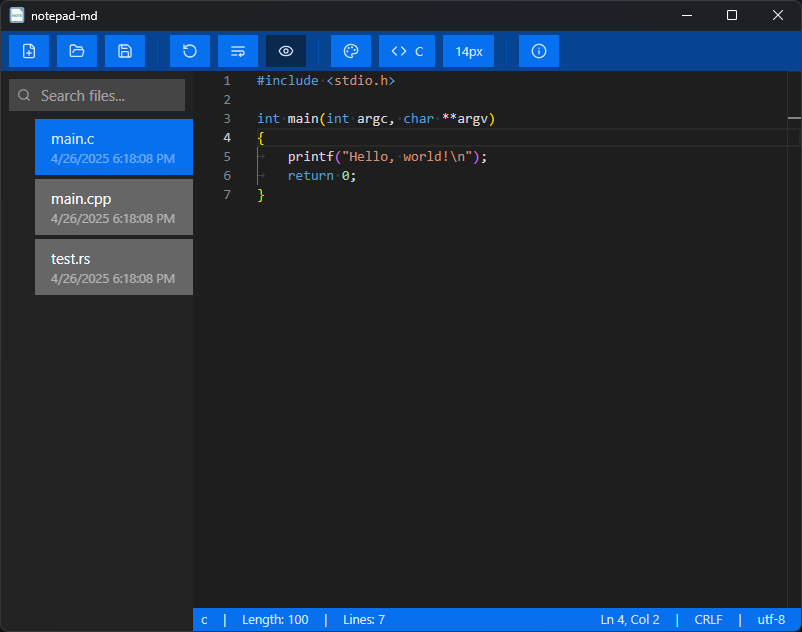 notepad-md
C
14px
Search files...
main.c
4/26/2025 6:18:08 PM
main.cpp
4/26/2025 6:18:08 PM
test.rs
4/26/2025 6:18:08 PM
1 #include <stdio.h>
2
3 int main(int argc, char **argv)
4 {
5     printf("Hello, world!\n");
6     return 0;
7 }
c | Length: 100 | Lines: 7 Ln 4, Col 2 | CRLF | utf-8